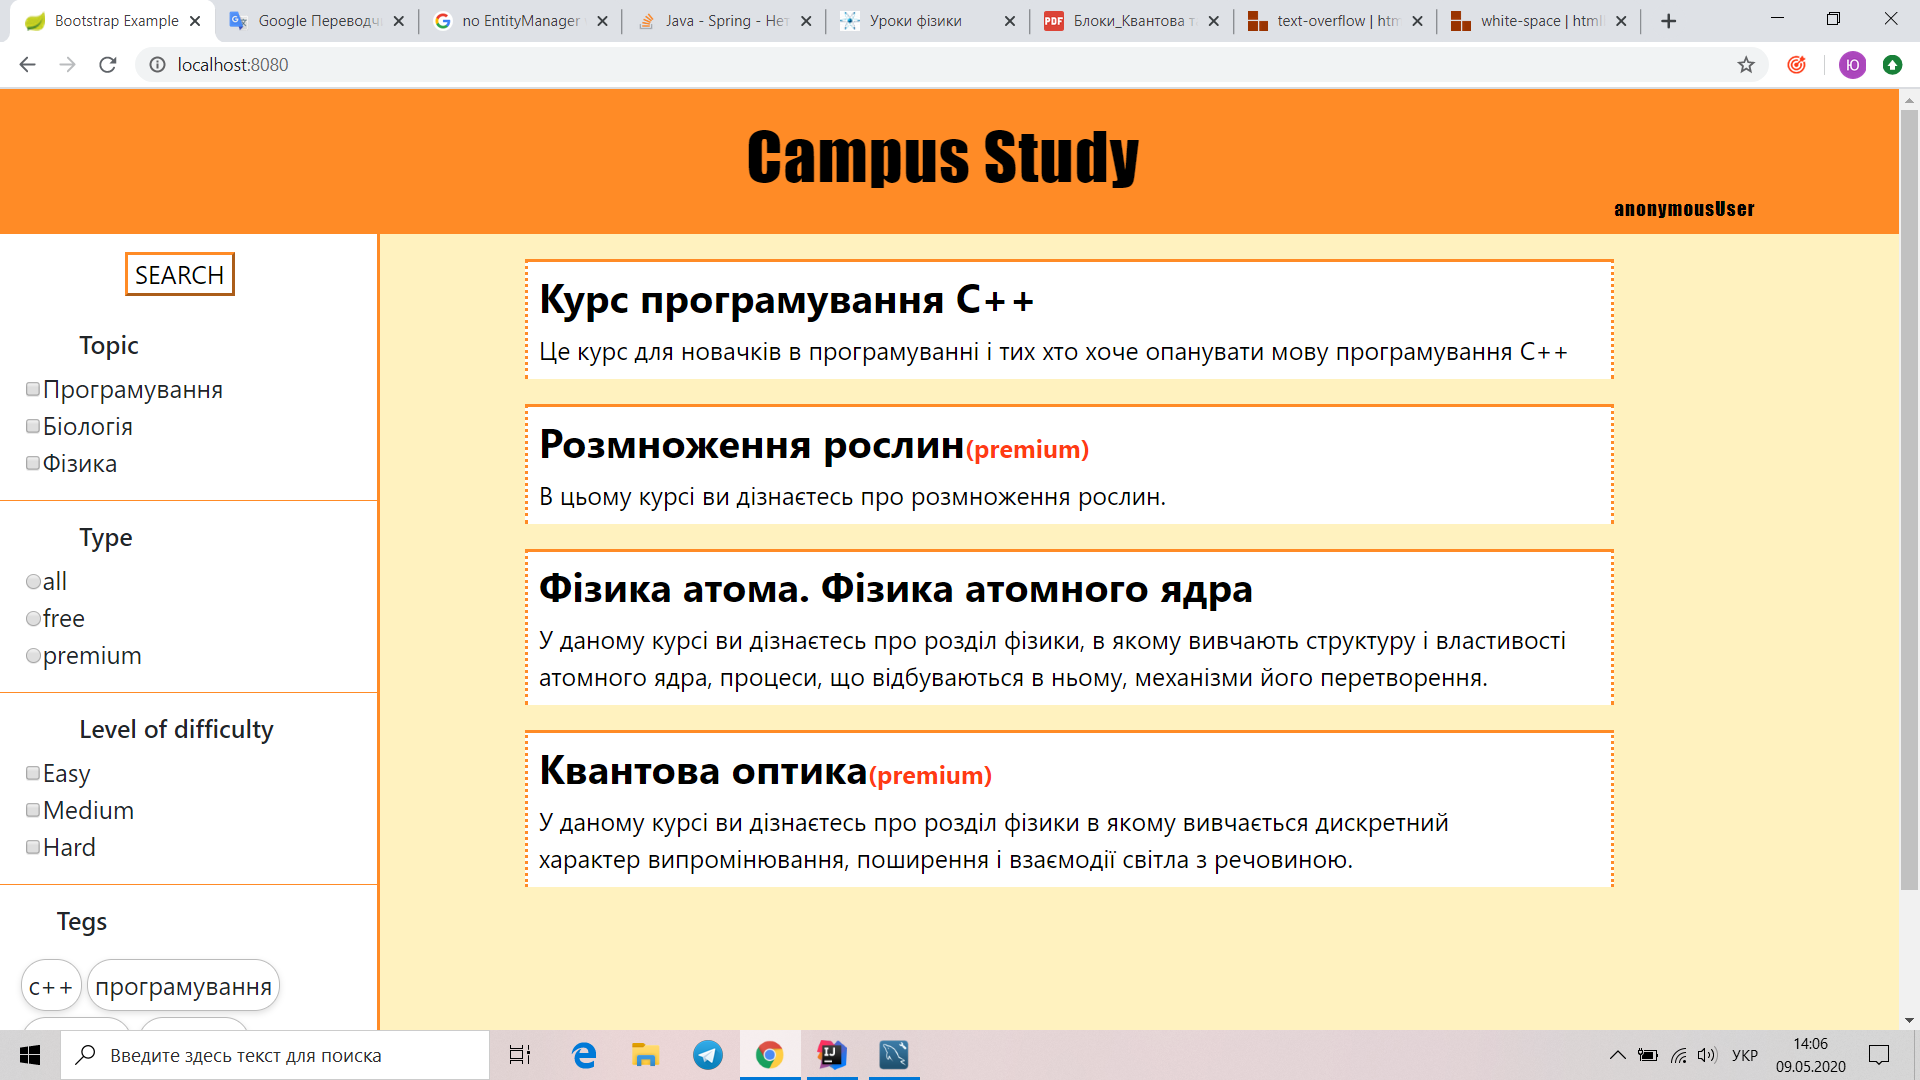 Bootstrap Example
Google Переводч
no EntityManager
Java - Spring - Нет
Уроки фізики
PDF
Блоки_Квантова та
text-overflow | htm
white-space | html
localhost:8080
Ю
Campus Study
anonymousUser
SEARCH
Topic
Програмування
Біологія
Фізика
Type
all
free
premium
Level of difficulty
Easy
Medium
Hard
Tegs
c++ програмування
Курс програмування C++
Це курс для новачків в програмуванні і тих хто хоче опанувати мову програмування C++
Розмноження рослин(premium)
В цьому курсі ви дізнаєтесь про розмноження рослин.
Фізика атома. Фізика атомного ядра
У даному курсі ви дізнаєтесь про розділ фізики, в якому вивчають структуру і властивості
атомного ядра, процеси, що відбуваються в ньому, механізми його перетворення.
Квантова оптика(premium)
У даному курсі ви дізнаєтесь про розділ фізики в якому вивчається дискретний
характер випромінювання, поширення і взаємодії світла з речовиною.
Введите здесь текст для поиска
IJ
УКР
14:06
09.05.2020